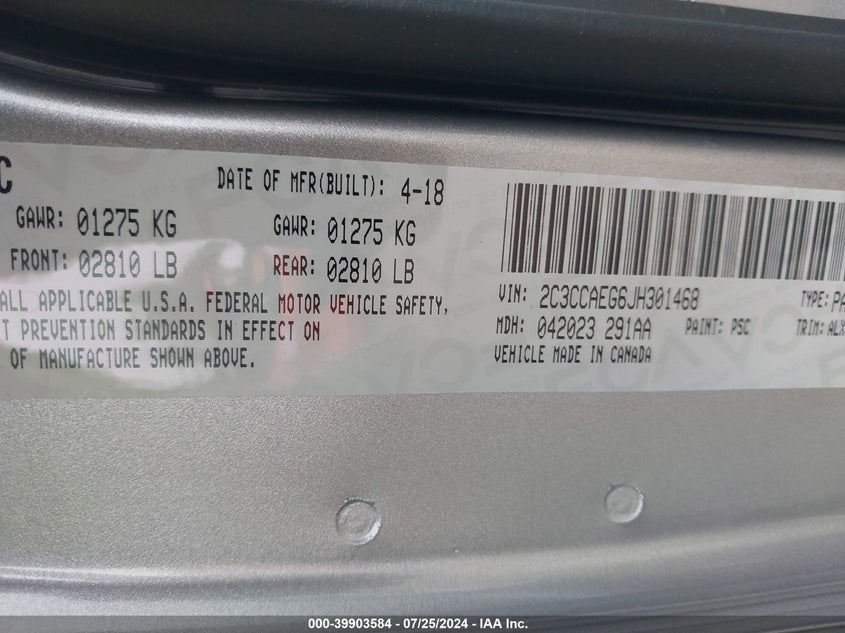 C
DATE OF MFR(BUILT): 4-18
GAWR: 01275 KG GAWR: 01275 KG
FRONT: 02810 LB REAR: 02810 LB
ALL APPLICABLE U.S.A. FEDERAL MOTOR VEHICLE SAFETY,
T PREVENTION STANDARDS IN EFFECT ON
OF MANUFACTURE SHOWN ABOVE.
VIN: 2C3CCAEG6JH301468 TYPE: PA
MDH: 042023 291AA PAINT: PSC TRIM: ALX
VEHICLE MADE IN CANADA
000-39903584 - 07/25/2024 - IAA Inc.